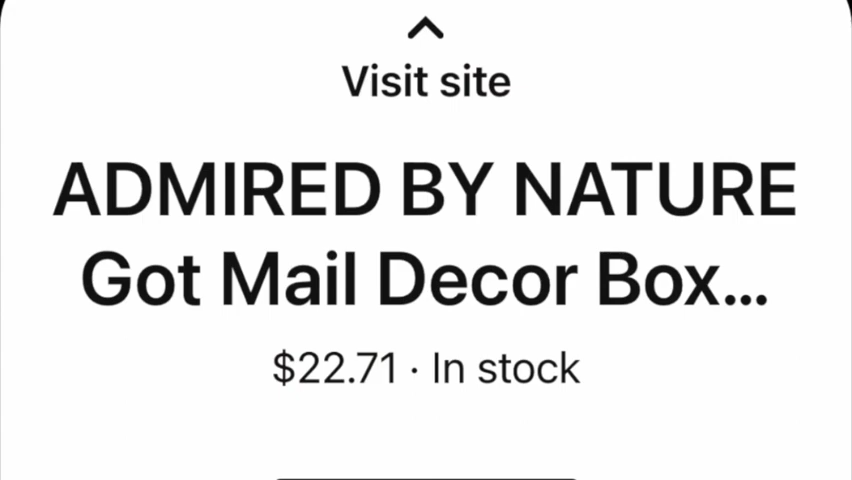 Visit site
ADMIRED BY NATURE
Got Mail Decor Box...
$22.71 · In stock